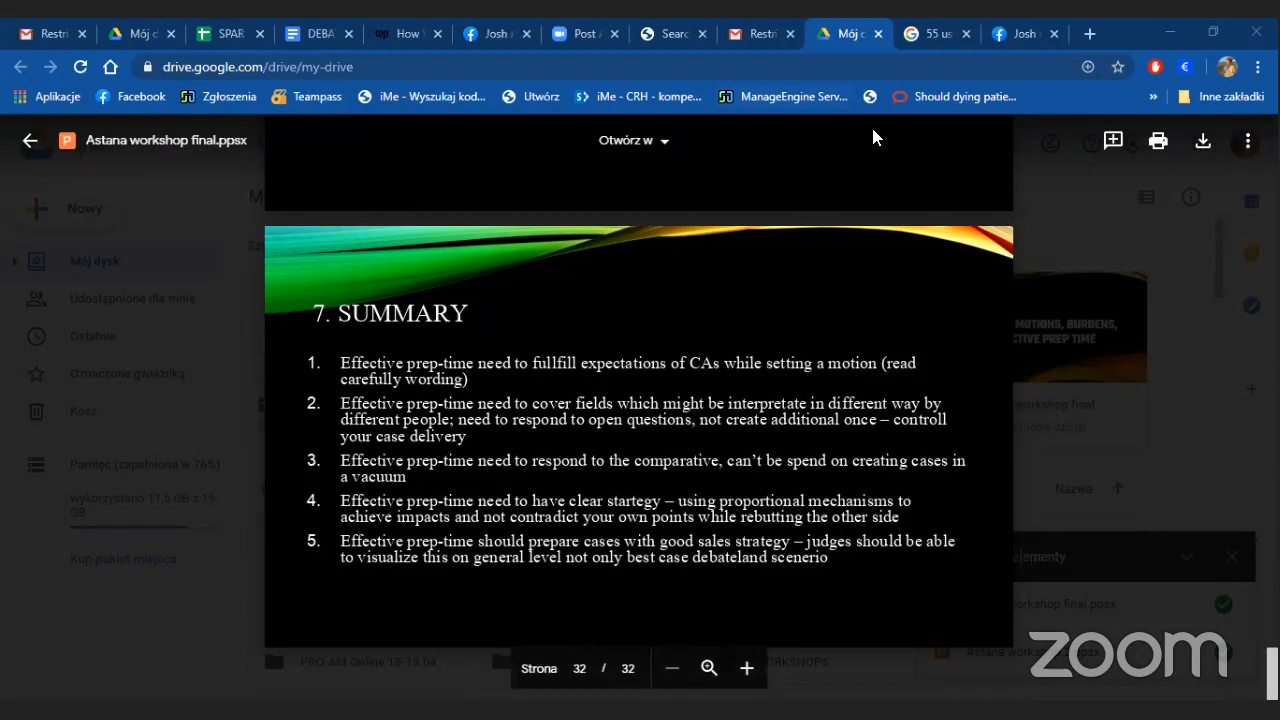 Restri
Mój d
SPAR
DEBA
How
Josh
Post
Searc
Restri
Mój d
55 us
Josh
drive.google.com/drive/my-drive
Aplikacje
Facebook
Zgłoszenia
Teampass
iMe - Wyszukaj kod...
Utwórz
iMe - CRH - kompe...
ManageEngine Serv...
Should dying patie...
»
Inne zakładki
Astana workshop final.ppsx
Otwórz w
Nowy
Mój dysk
Udostępnione dla mnie
Ostatnie
Oznaczone gwiazdką
Kosz
Pamięć (zapełniona w 76%)
wykorzystano 11,5 GB z 15
GB
Kup pakiet miejsca
7. SUMMARY
1. Effective prep-time need to fullfill expectations of CAs while setting a motion (read
carefully wording)
2. Effective prep-time need to cover fields which might be interpretate in different way by
different people; need to respond to open questions, not create additional once – controll
your case delivery
3. Effective prep-time need to respond to the comparative, can’t be spend on creating cases in
a vacuum
4. Effective prep-time need to have clear startegy – using proportional mechanisms to
achieve impacts and not contradict your own points while rebutting the other side
5. Effective prep-time should prepare cases with good sales strategy – judges should be able
to visualize this on general level not only best case debateland scenerio
MOTIONS, BURDENS,
CTIVE PREP TIME
orkshop final
Nazwa
ementy
orkshop final.ppsx
PRO-AM Online 18-19.04
WORKSHOPS
Strona 32 / 32
zoom